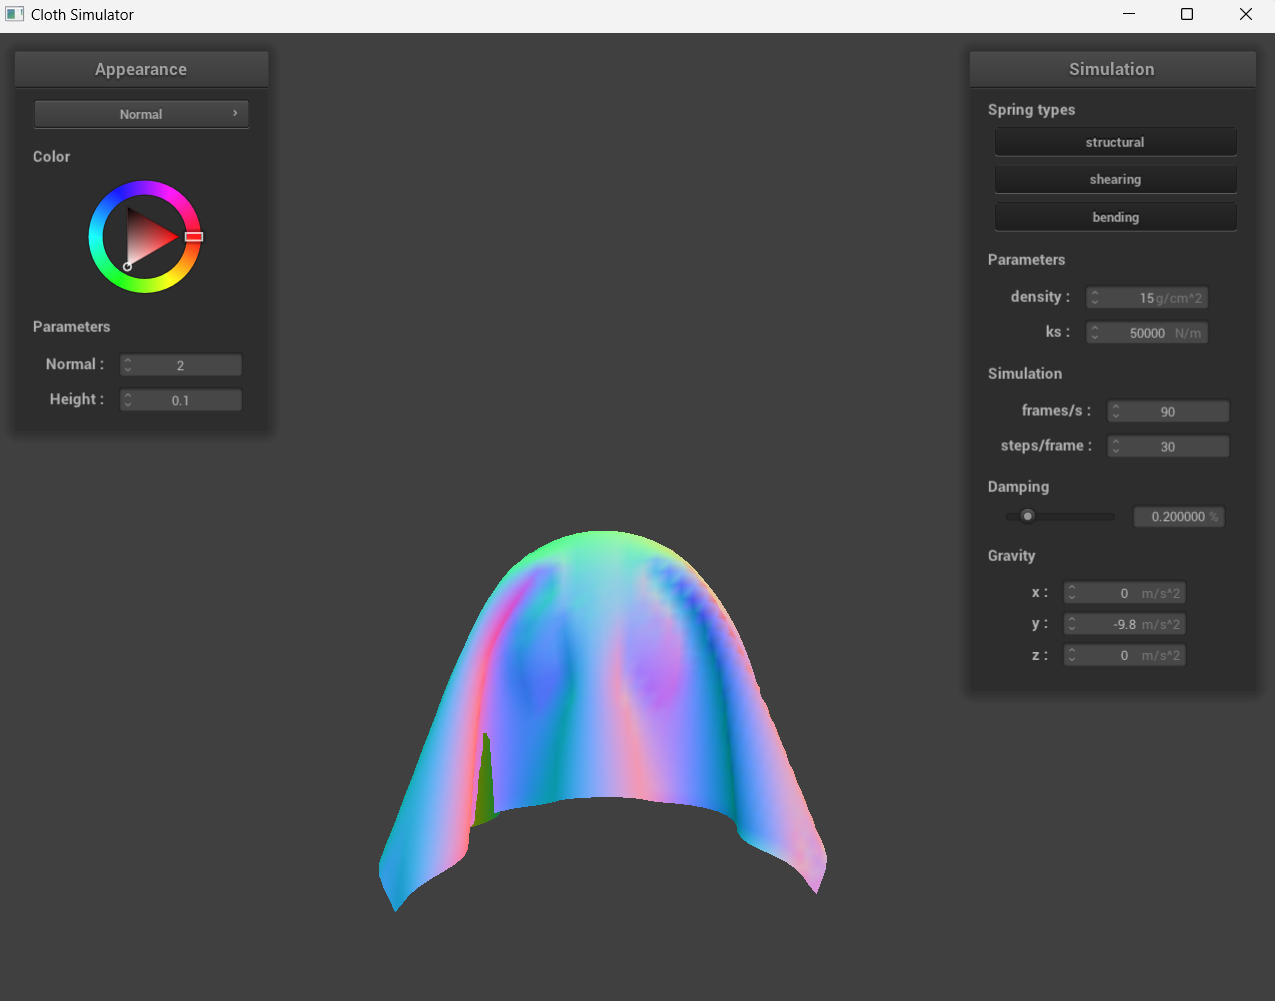 Cloth Simulator
Appearance
Normal
Color
Parameters
Normal : 2
Height : 0.1
Simulation
Spring types
structural
shearing
bending
Parameters
density : 15 g/cm^2
ks : 50000 N/m
Simulation
frames/s : 90
steps/frame : 30
Damping
0.200000 %
Gravity
x : 0 m/s^2
y : -9.8 m/s^2
z : 0 m/s^2